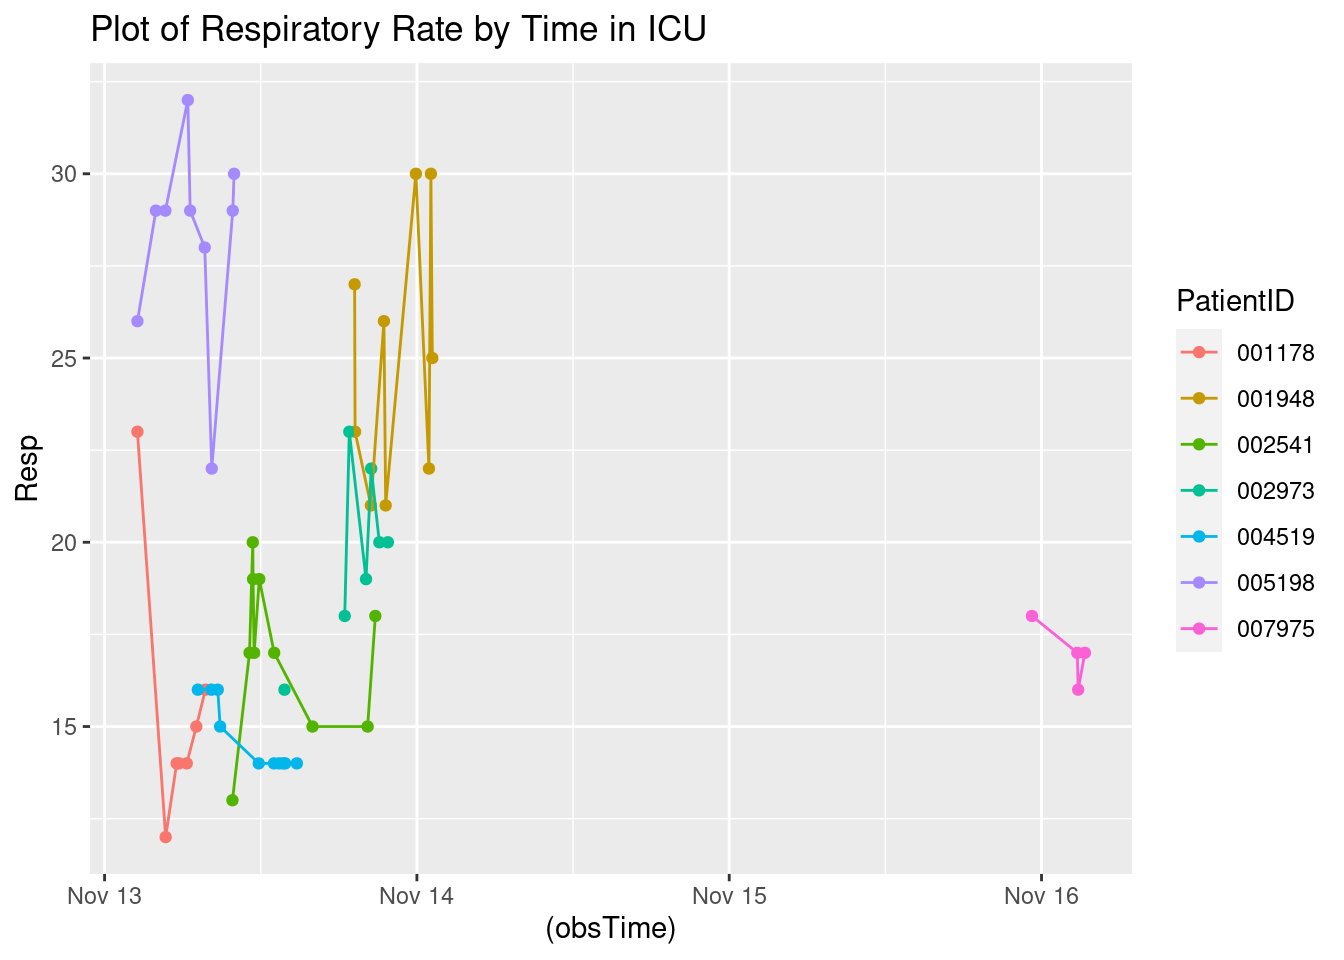 Plot of Respiratory Rate by Time in ICU
30
25
20
15
Resp
Nov 13
Nov 14
Nov 15
Nov 16
(obsTime)
PatientID
001178
001948
002541
002973
004519
005198
007975